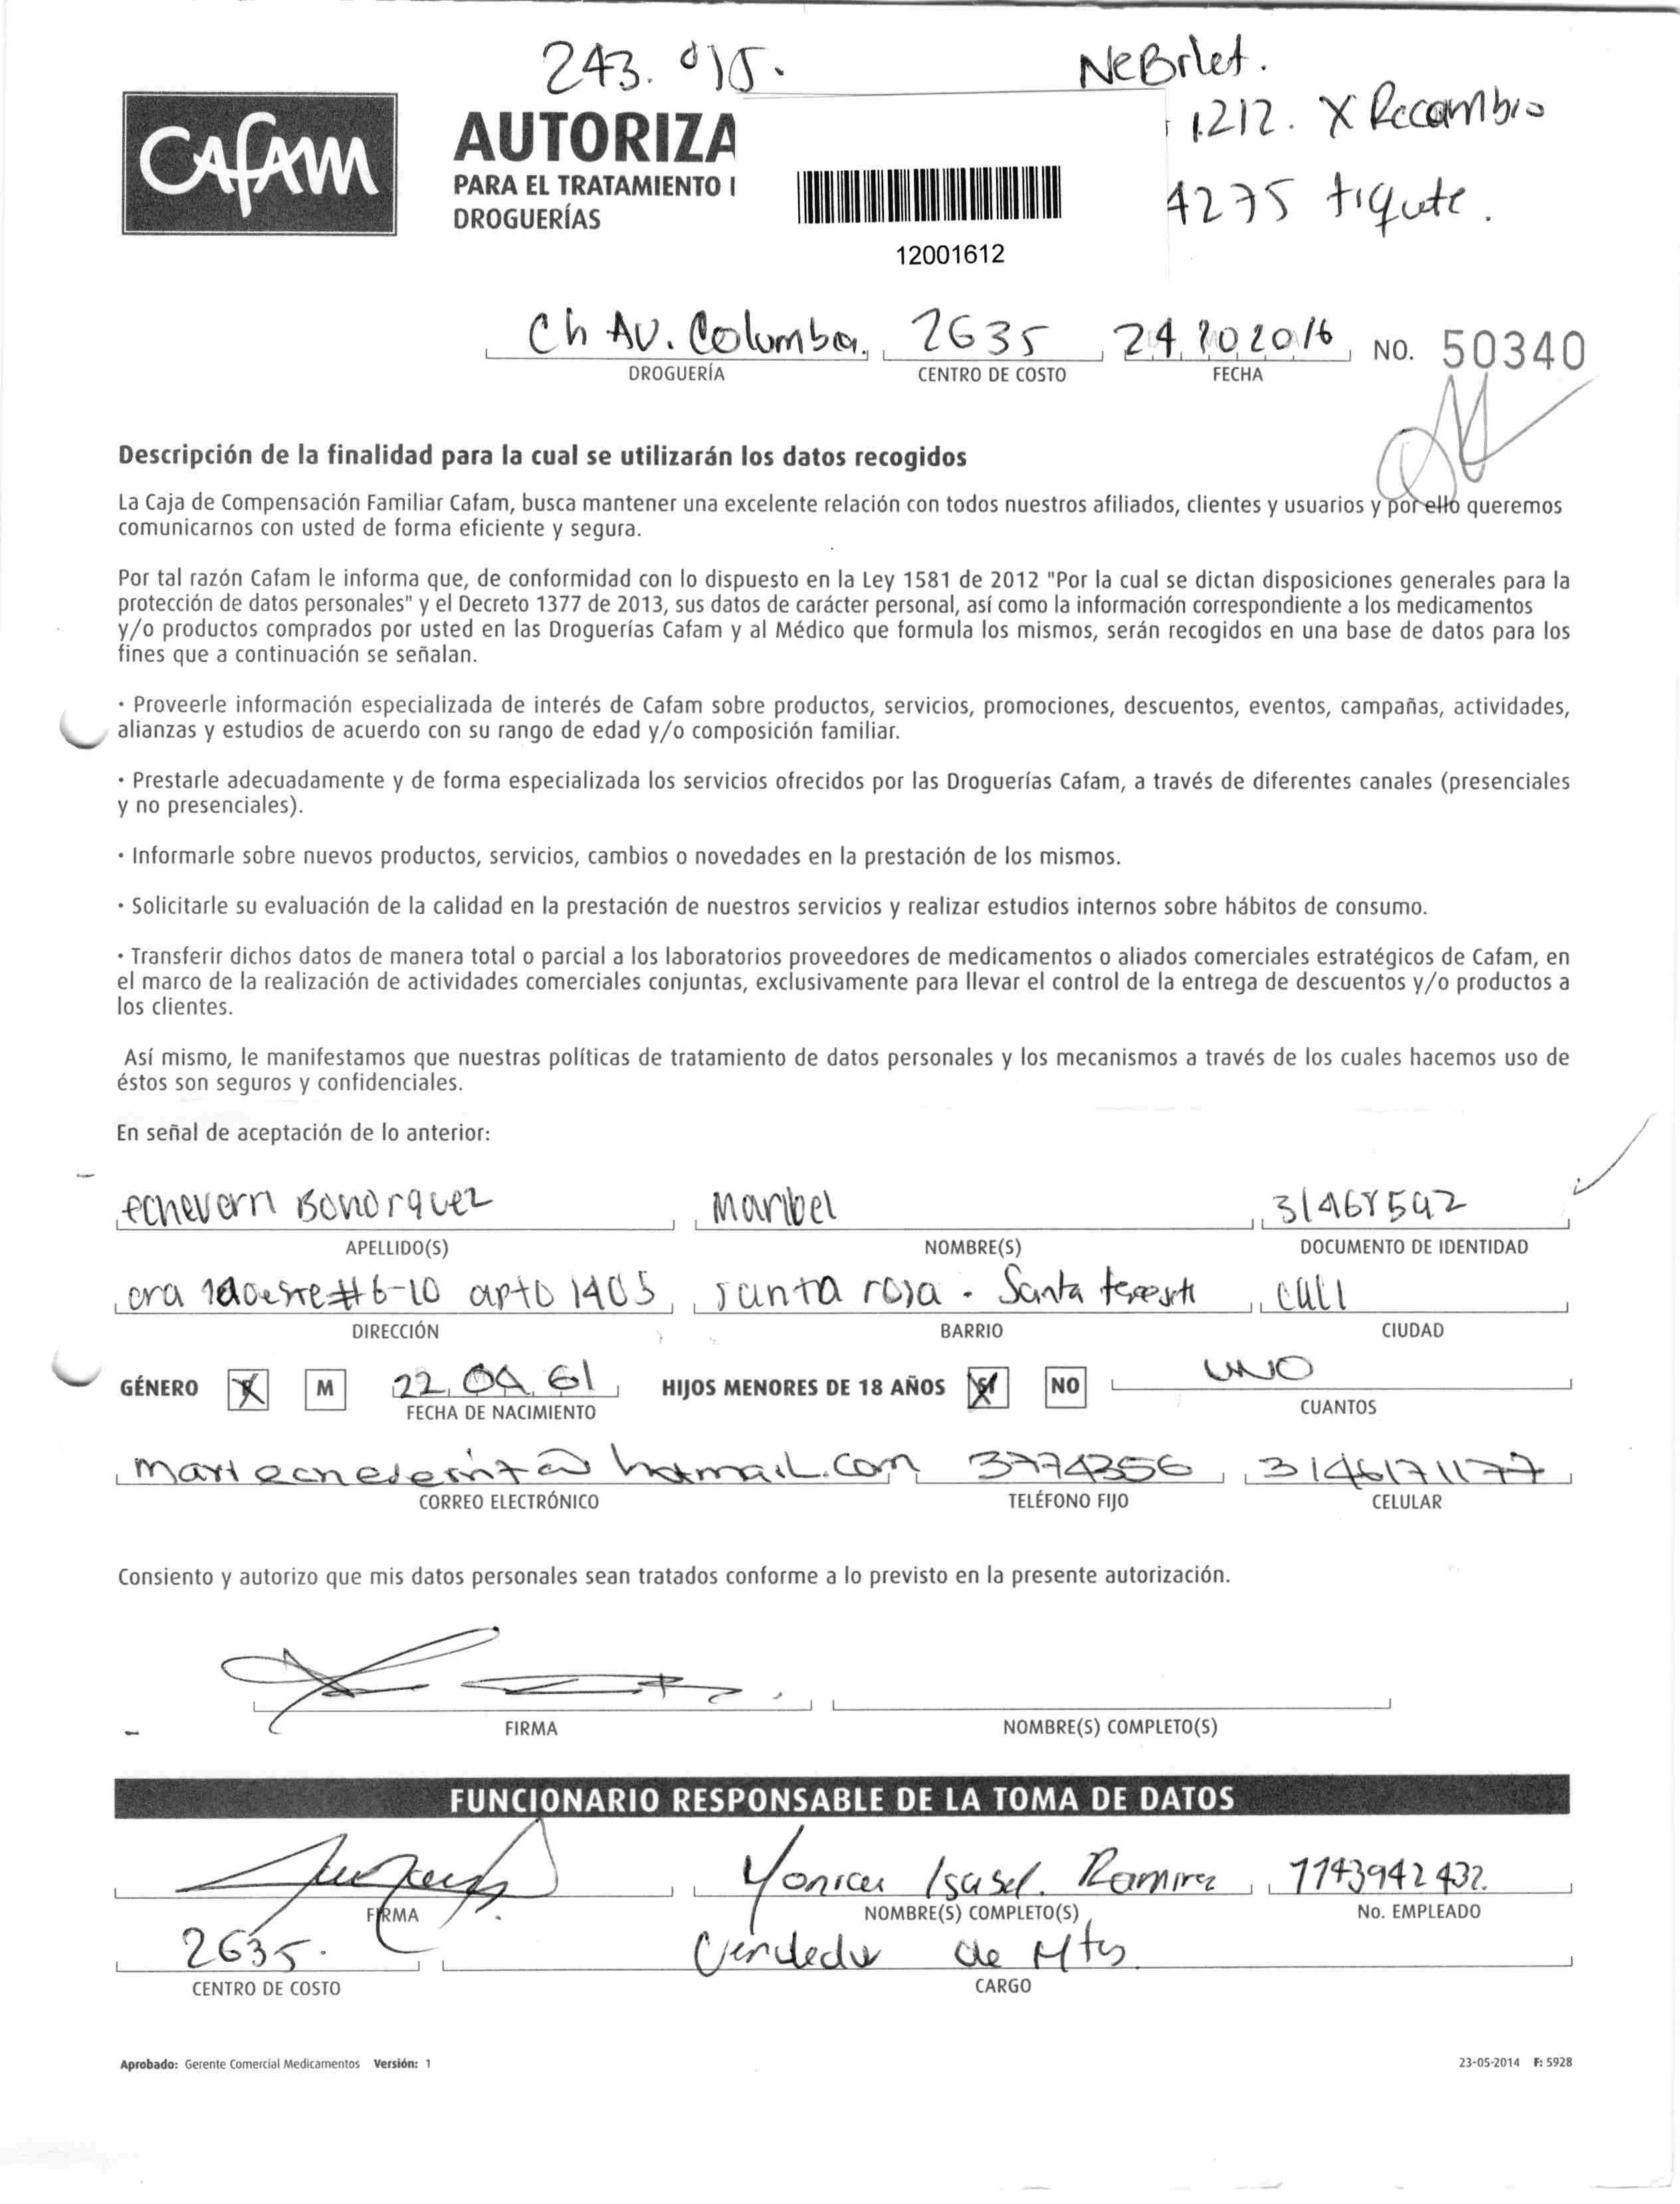 243.015.
NeBrlet.
1.212. X Recambio
4275 tiqute.
CAFAM
AUTORIZA
PARA EL TRATAMIENTO
DROGUERÍAS
12001612
Ch AV. Colomba. 2635 24 10 2016 NO. 50340
DROGUERÍA CENTRO DE COSTO FECHA
Descripción de la finalidad para la cual se utilizarán los datos recogidos
La Caja de Compensación Familiar Cafam, busca mantener una excelente relación con todos nuestros afiliados, clientes y usuarios y por ello queremos
comunicarnos con usted de forma eficiente y segura.
Por tal razón Cafam le informa que, de conformidad con lo dispuesto en la Ley 1581 de 2012 "Por la cual se dictan disposiciones generales para la
protección de datos personales" y el Decreto 1377 de 2013, sus datos de carácter personal, así como la información correspondiente a los medicamentos
y/o productos comprados por usted en las Droguerías Cafam y al Médico que formula los mismos, serán recogidos en una base de datos para los
fines que a continuación se señalan.
· Proveerle información especializada de interés de Cafam sobre productos, servicios, promociones, descuentos, eventos, campañas, actividades,
alianzas y estudios de acuerdo con su rango de edad y/o composición familiar.
· Prestarle adecuadamente y de forma especializada los servicios ofrecidos por las Droguerías Cafam, a través de diferentes canales (presenciales
y no presenciales).
· Informarle sobre nuevos productos, servicios, cambios o novedades en la prestación de los mismos.
· Solicitarle su evaluación de la calidad en la prestación de nuestros servicios y realizar estudios internos sobre hábitos de consumo.
· Transferir dichos datos de manera total o parcial a los laboratorios proveedores de medicamentos o aliados comerciales estratégicos de Cafam, en
el marco de la realización de actividades comerciales conjuntas, exclusivamente para llevar el control de la entrega de descuentos y/o productos a
los clientes.
Así mismo, le manifestamos que nuestras políticas de tratamiento de datos personales y los mecanismos a través de los cuales hacemos uso de
éstos son seguros y confidenciales.
En señal de aceptación de lo anterior:
echeverri Bohorquez Maribel
APELLIDO(S) NOMBRE(S) DOCUMENTO DE IDENTIDAD
cra 1aoeste # 6-10 apto 1405 santa rosa - Santa teresita cali
DIRECCIÓN BARRIO CIUDAD
GÉNERO X M 22 09 61 HIJOS MENORES DE 18 AÑOS SI NO UNO
FECHA DE NACIMIENTO CUANTOS
hotmail.com 3774356 3146171177
CORREO ELECTRÓNICO TELÉFONO FIJO CELULAR
Consiento y autorizo que mis datos personales sean tratados conforme a lo previsto en la presente autorización.
FIRMA NOMBRE(S) COMPLETO(S)
FUNCIONARIO RESPONSABLE DE LA TOMA DE DATOS
Yonica Isabel. Ramirez 1143942432.
FIRMA NOMBRE(S) COMPLETO(S) No. EMPLEADO
2635. Vendedor de Mtos
CENTRO DE COSTO CARGO
Aprobado: Gerente Comercial Medicamentos Versión: 1 23-05-2014 F: 5928